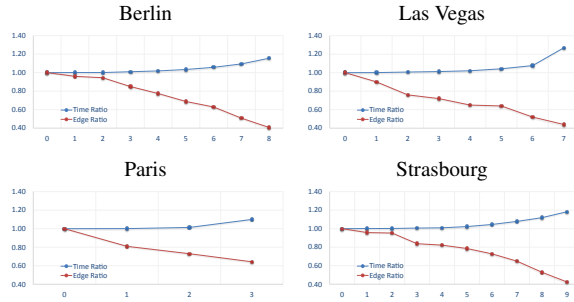 Berlin
1.40
1.20
1.00
0.80
0.60
0.40
Time Ratio
Edge Ratio
0 1 2 3 4 5 6 7 8
Las Vegas
1.40
1.20
1.00
0.80
0.60
0.40
Time Ratio
Edge Ratio
0 1 2 3 4 5 6 7
Paris
1.40
1.20
1.00
0.80
0.60
0.40
Time Ratio
Edge Ratio
0 1 2 3
Strasbourg
1.40
1.20
1.00
0.80
0.60
0.40
Time Ratio
Edge Ratio
0 1 2 3 4 5 6 7 8 9